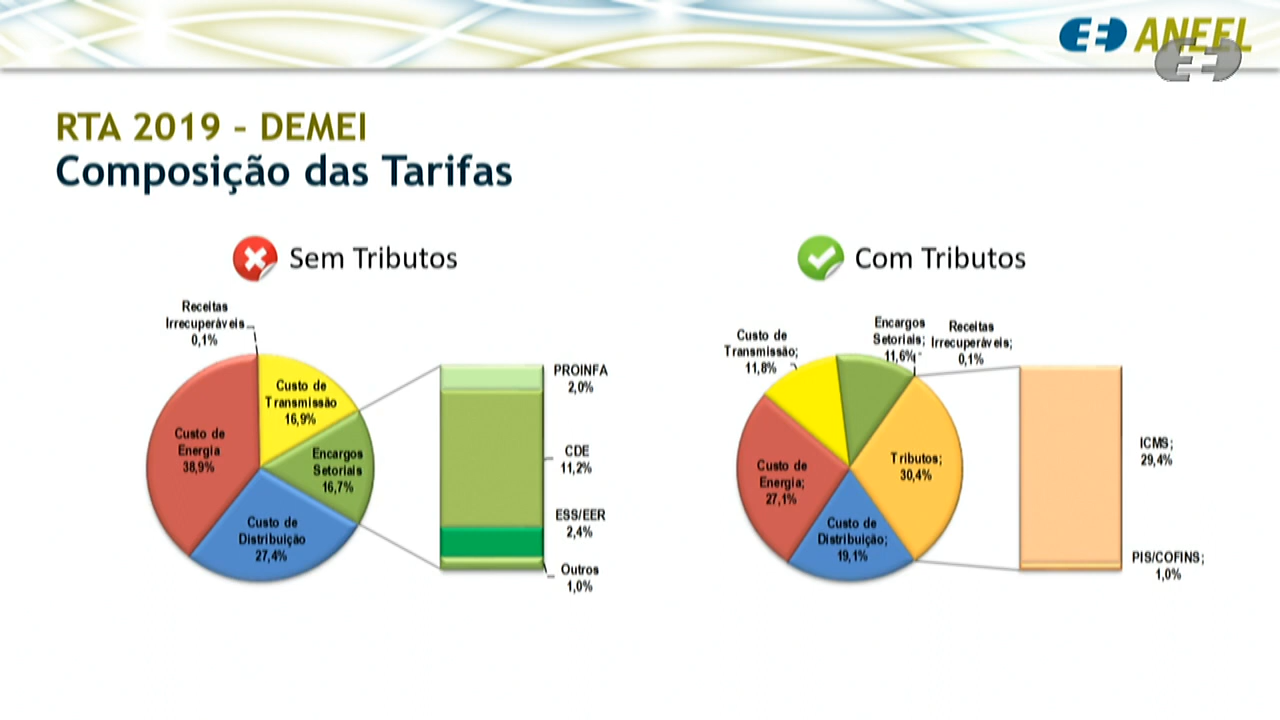 ANEEL
RTA 2019 – DEMEI
Composição das Tarifas
Sem Tributos
Receitas
Irrecuperáveis
0,1%
Custo de
Transmissão
16,9%
Custo de
Energia
38,9%
Encargos
Setoriais
16,7%
Custo de
Distribuição
27,4%
PROINFA
2,0%
CDE
11,2%
ESS/EER
2,4%
Outros
1,0%
Com Tributos
Custo de
Transmissão;
11,8%
Encargos
Setoriais;
11,6%
Receitas
Irrecuperáveis;
0,1%
Tributos;
30,4%
Custo de
Energia;
27,1%
Custo de
Distribuição;
19,1%
ICMS;
29,4%
PIS/COFINS;
1,0%